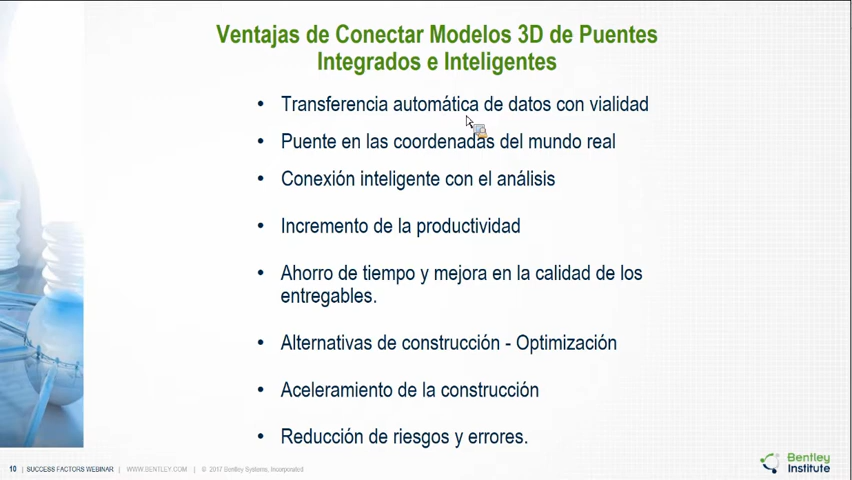 Ventajas de Conectar Modelos 3D de Puentes
Integrados e Inteligentes
• Transferencia automática de datos con vialidad
• Puente en las coordenadas del mundo real
• Conexión inteligente con el análisis
• Incremento de la productividad
• Ahorro de tiempo y mejora en la calidad de los
entregables.
• Alternativas de construcción - Optimización
• Aceleramiento de la construcción
• Reducción de riesgos y errores.
10 | SUCCESS FACTORS WEBINAR | WWW.BENTLEY.COM | © 2017 Bentley Systems, Incorporated
Bentley
Institute